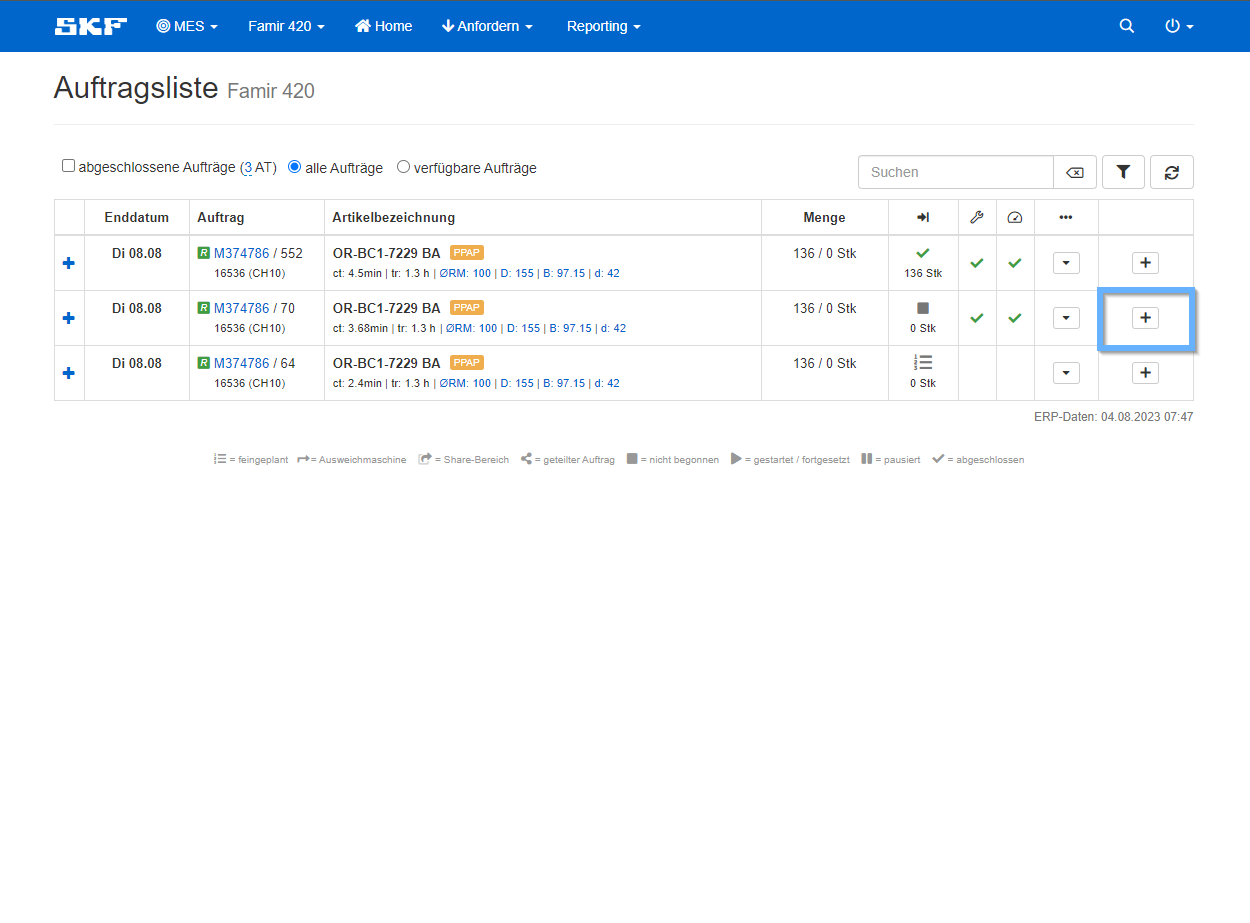 SKF MES Famir 420 Home Anfordern Reporting
Auftragsliste Famir 420
abgeschlossene Aufträge (3 AT) alle Aufträge verfügbare Aufträge Suchen
Enddatum Auftrag Artikelbezeichnung Menge
Di 08.08 R M374786 / 552 OR-BC1-7229 BA PPAP 136 / 0 Stk
16536 (CH10) ct: 4.5min | tr: 1.3 h | ØRM: 100 | D: 155 | B: 97.15 | d: 42 136 Stk
Di 08.08 R M374786 / 70 OR-BC1-7229 BA PPAP 136 / 0 Stk
16536 (CH10) ct: 3.68min | tr: 1.3 h | ØRM: 100 | D: 155 | B: 97.15 | d: 42 0 Stk
Di 08.08 R M374786 / 64 OR-BC1-7229 BA PPAP 136 / 0 Stk
16536 (CH10) ct: 2.4min | tr: 1.3 h | ØRM: 100 | D: 155 | B: 97.15 | d: 42 0 Stk
ERP-Daten: 04.08.2023 07:47
= feingeplant = Ausweichmaschine = Share-Bereich = geteilter Auftrag = nicht begonnen = gestartet / fortgesetzt = pausiert = abgeschlossen